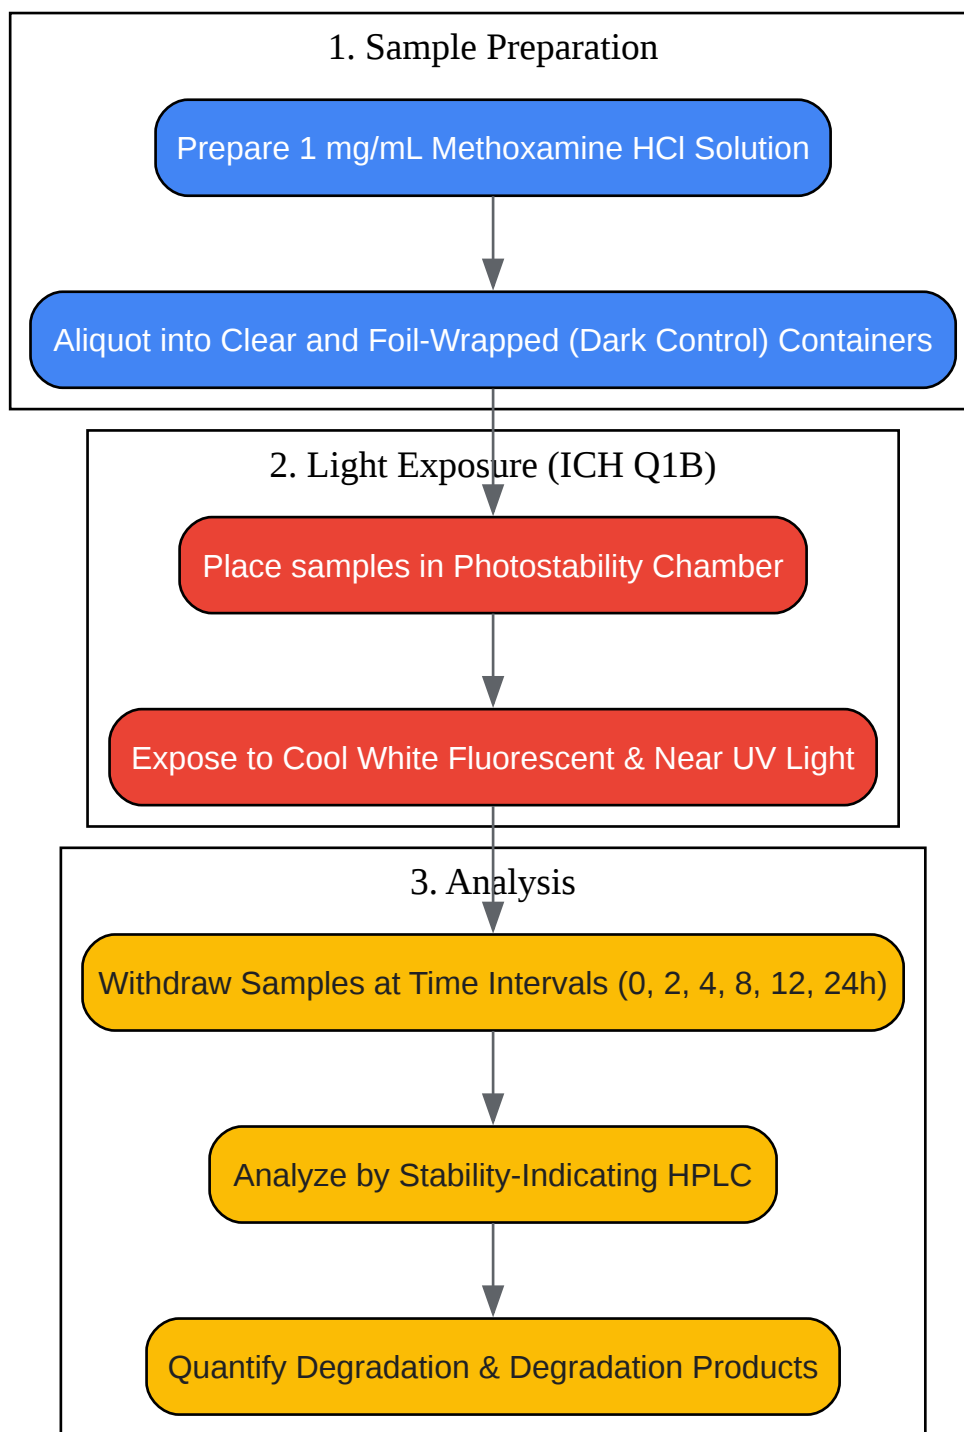 1. Sample Preparation
Prepare 1 mg/mL Methoxamine HCl Solution
Aliquot into Clear and Foil-Wrapped (Dark Control) Containers
2. Light Exposure (ICH Q1B)
Place samples in Photostability Chamber
Expose to Cool White Fluorescent & Near UV Light
3. Analysis
Withdraw Samples at Time Intervals (0, 2, 4, 8, 12, 24h)
Analyze by Stability-Indicating HPLC
Quantify Degradation & Degradation Products